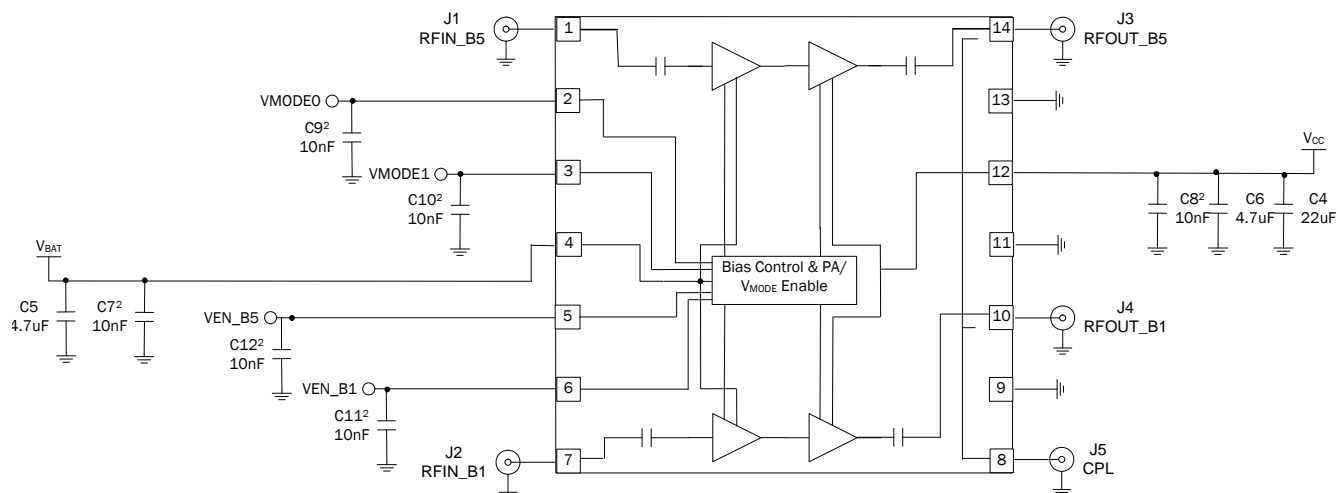 J1
RFIN_B5
1
14
J3
RFOUT_B5
VMODE0
2
13
C9²
10nF
VMODE1
3
12
Vcc
C10²
10nF
C8²
10nF
C6
4.7uF
C4
22uF
VBAT
4
11
Bias Control & PA/
VMODE Enable
C5
4.7uF
C7²
10nF
VEN_B5
5
10
J4
RFOUT_B1
C12²
10nF
VEN_B1
6
9
C11²
10nF
J2
RFIN_B1
7
8
J5
CPL